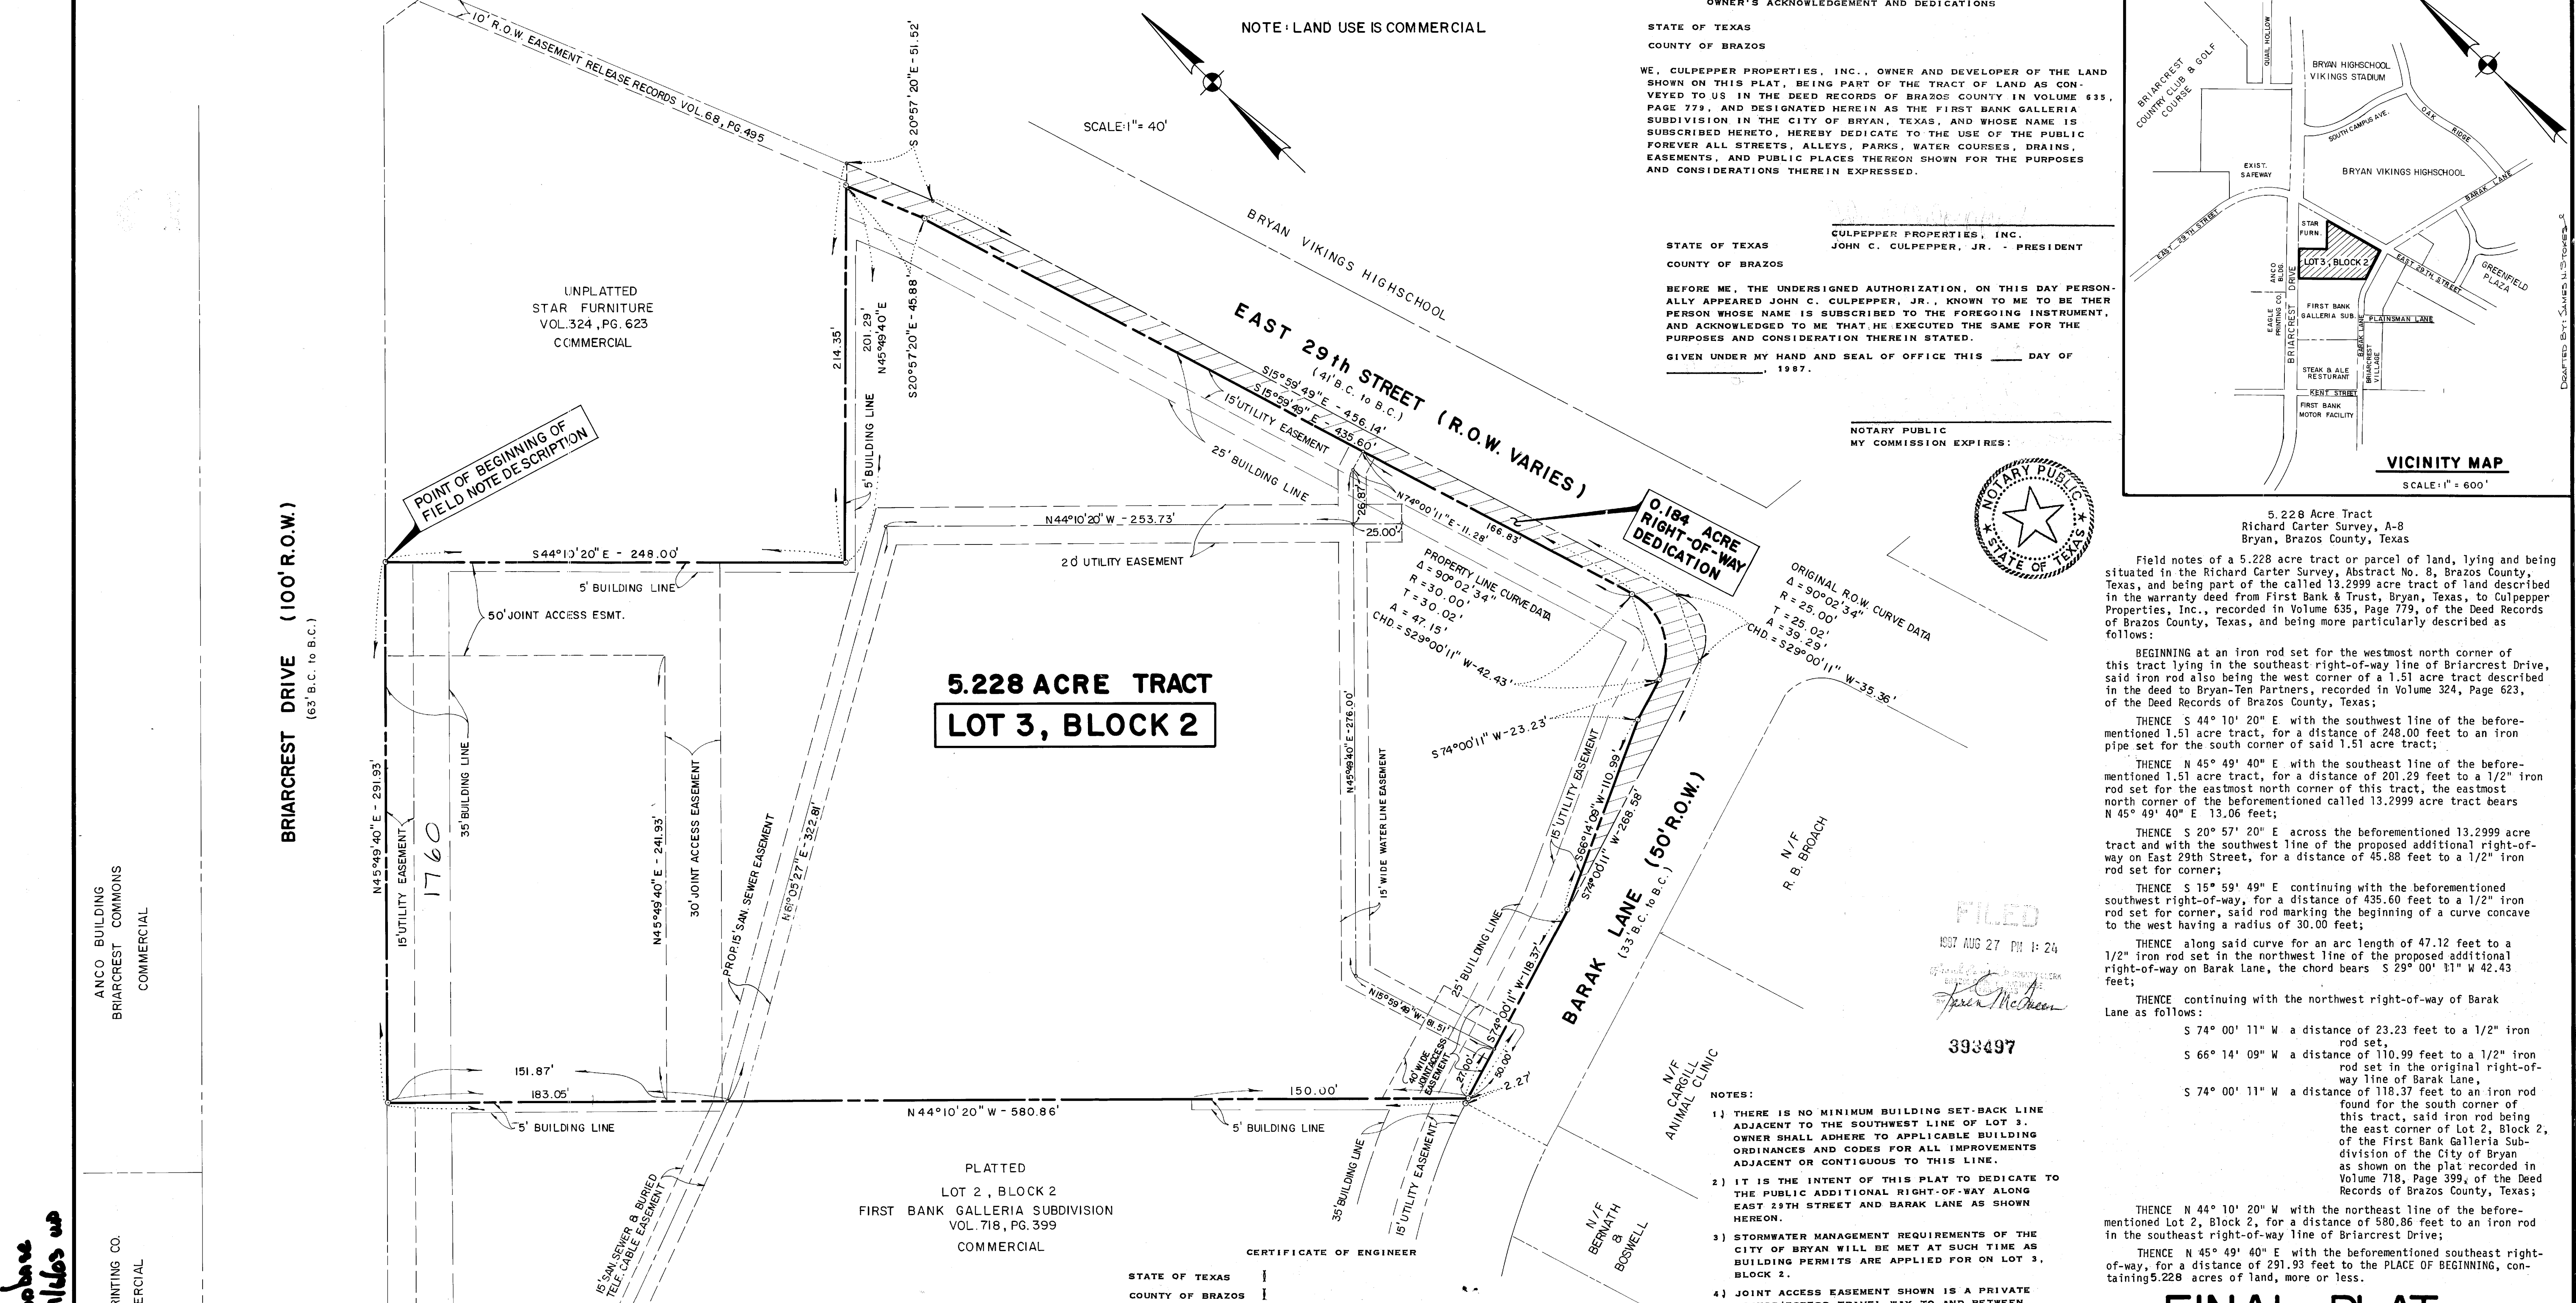 10' R.O.W. EASEMENT RELEASE RECORDS VOL.68, PG.495
S 20°57'20"E - 51.52'
NOTE: LAND USE IS COMMERCIAL
SCALE:1"= 40'
BRYAN VIKINGS HIGHSCHOOL
EAST 29th STREET (R.O.W. VARIES)
(41' B.C. to B.C.)
S15°59'49"E - 456.14'
S15°59'49"E - 435.60'
15' UTILITY EASEMENT
25' BUILDING LINE
UNPLATTED
STAR FURNITURE
VOL.324, PG. 623
COMMERCIAL
214.35'
201.29'
N45°49'40"E
S20°57'20"E - 45.88'
5' BUILDING LINE
POINT OF BEGINNING OF
FIELD NOTE DESCRIPTION
S44°10'20"E - 248.00'
5' BUILDING LINE
50' JOINT ACCESS ESMT.
N44°10'20"W - 253.73'
20' UTILITY EASEMENT
26.87'
25.00'
N74°00'11"E-11.28'
166.83'
0.184 ACRE
RIGHT-OF-WAY
DEDICATION
PROPERTY LINE CURVE DATA
Δ = 90°02'34"
R = 30.00'
T = 30.02'
A = 47.15'
CHD. = S29°00'11" W-42.43'
ORIGINAL R.O.W. CURVE DATA
Δ = 90°02'34"
R = 25.00'
T = 25.02'
A = 39.29'
CHD. = S29°00'11" W-35.36'
BRIARCREST DRIVE (100' R.O.W.)
(63' B.C. to B.C.)
5.228 ACRE TRACT
LOT 3, BLOCK 2
S74°00'11" W-23.23'
N45°49'40"E - 291.93'
15' UTILITY EASEMENT
1760
35' BUILDING LINE
N45°49'40"E - 241.93'
30' JOINT ACCESS EASEMENT
PROP. 15' SAN. SEWER EASEMENT
N61°05'27"E - 322.81'
N45°49'40"E-276.00'
15' WIDE WATER LINE EASEMENT
15' UTILITY EASEMENT
S66°14'09"W-110.99'
S74°00'11" W-268.58'
BARAK LANE (50' R.O.W.)
(33' B.C. to B.C.)
N/F
R. B. BROACH
25' BUILDING LINE
S74°00'11"W-118.37'
N15°59'49"W-81.51'
40' WIDE
JOINT ACCESS
EASEMENT
27.00'
50.00'
2.27'
ANCO BUILDING
BRIARCREST COMMONS
COMMERCIAL
151.87'
183.05'
5' BUILDING LINE
N44°10'20"W - 580.86'
150.00'
5' BUILDING LINE
PLATTED
LOT 2, BLOCK 2
FIRST BANK GALLERIA SUBDIVISION
VOL. 718, PG. 399
COMMERCIAL
15' SAN. SEWER & BURIED
TELE. CABLE EASEMENT
35' BUILDING LINE
15' UTILITY EASEMENT
N/F
CARGILL
ANIMAL CLINIC
N/F
BERNATH
&
BOSWELL
RINTING CO.
ERCIAL
CERTIFICATE OF ENGINEER
STATE OF TEXAS
COUNTY OF BRAZOS
OWNER'S ACKNOWLEDGEMENT AND DEDICATIONS
STATE OF TEXAS
COUNTY OF BRAZOS
WE, CULPEPPER PROPERTIES, INC., OWNER AND DEVELOPER OF THE LAND
SHOWN ON THIS PLAT, BEING PART OF THE TRACT OF LAND AS CON-
VEYED TO US IN THE DEED RECORDS OF BRAZOS COUNTY IN VOLUME 635,
PAGE 779, AND DESIGNATED HEREIN AS THE FIRST BANK GALLERIA
SUBDIVISION IN THE CITY OF BRYAN, TEXAS, AND WHOSE NAME IS
SUBSCRIBED HERETO, HEREBY DEDICATE TO THE USE OF THE PUBLIC
FOREVER ALL STREETS, ALLEYS, PARKS, WATER COURSES, DRAINS,
EASEMENTS, AND PUBLIC PLACES THEREON SHOWN FOR THE PURPOSES
AND CONSIDERATIONS THEREIN EXPRESSED.
CULPEPPER PROPERTIES, INC.
JOHN C. CULPEPPER, JR. - PRESIDENT
STATE OF TEXAS
COUNTY OF BRAZOS
BEFORE ME, THE UNDERSIGNED AUTHORIZATION, ON THIS DAY PERSON-
ALLY APPEARED JOHN C. CULPEPPER, JR., KNOWN TO ME TO BE THER
PERSON WHOSE NAME IS SUBSCRIBED TO THE FOREGOING INSTRUMENT,
AND ACKNOWLEDGED TO ME THAT HE EXECUTED THE SAME FOR THE
PURPOSES AND CONSIDERATION THEREIN STATED.
GIVEN UNDER MY HAND AND SEAL OF OFFICE THIS ____ DAY OF
____________, 1987.
NOTARY PUBLIC
MY COMMISSION EXPIRES:
NOTARY PUBLIC
STATE OF TEXAS
FILED
1987 AUG 27 PM 1:24
Karen McQueen
393497
NOTES:
1) THERE IS NO MINIMUM BUILDING SET-BACK LINE
ADJACENT TO THE SOUTHWEST LINE OF LOT 3.
OWNER SHALL ADHERE TO APPLICABLE BUILDING
ORDINANCES AND CODES FOR ALL IMPROVEMENTS
ADJACENT OR CONTIGUOUS TO THIS LINE.
2) IT IS THE INTENT OF THIS PLAT TO DEDICATE TO
THE PUBLIC ADDITIONAL RIGHT-OF-WAY ALONG
EAST 29TH STREET AND BARAK LANE AS SHOWN
HEREON.
3) STORMWATER MANAGEMENT REQUIREMENTS OF THE
CITY OF BRYAN WILL BE MET AT SUCH TIME AS
BUILDING PERMITS ARE APPLIED FOR ON LOT 3,
BLOCK 2.
4) JOINT ACCESS EASEMENT SHOWN IS A PRIVATE
BRIARCREST
COUNTRY CLUB & GOLF
COURSE
QUAIL HOLLOW
BRYAN HIGHSCHOOL
VIKINGS STADIUM
SOUTH CAMPUS AVE.
OAK RIDGE
EXIST.
SAFEWAY
BRYAN VIKINGS HIGHSCHOOL
BARAK LANE
EAST 29TH STREET
STAR
FURN.
LOT 3, BLOCK 2
EAST 29TH STREET
GREENFIELD
PLAZA
ANCO
BLDG.
BRIARCREST DRIVE
EAGLE
PRINTING CO.
FIRST BANK
GALLERIA SUB.
BARAK LANE
PLAINSMAN LANE
BRIARCREST
VILLAGE
STEAK & ALE
RESTURANT
KENT STREET
FIRST BANK
MOTOR FACILITY
VICINITY MAP
SCALE:1"= 600'
DRAFTED BY: JAMES N. STOKES
5.228 Acre Tract
Richard Carter Survey, A-8
Bryan, Brazos County, Texas
Field notes of a 5.228 acre tract or parcel of land, lying and being
situated in the Richard Carter Survey, Abstract No. 8, Brazos County,
Texas, and being part of the called 13.2999 acre tract of land described
in the warranty deed from First Bank & Trust, Bryan, Texas, to Culpepper
Properties, Inc., recorded in Volume 635, Page 779, of the Deed Records
of Brazos County, Texas, and being more particularly described as
follows:
BEGINNING at an iron rod set for the westmost north corner of
this tract lying in the southeast right-of-way line of Briarcrest Drive,
said iron rod also being the west corner of a 1.51 acre tract described
in the deed to Bryan-Ten Partners, recorded in Volume 324, Page 623,
of the Deed Records of Brazos County, Texas;
THENCE S 44° 10' 20" E with the southwest line of the before-
mentioned 1.51 acre tract, for a distance of 248.00 feet to an iron
pipe set for the south corner of said 1.51 acre tract;
THENCE N 45° 49' 40" E with the southeast line of the before-
mentioned 1.51 acre tract, for a distance of 201.29 feet to a 1/2" iron
rod set for the eastmost north corner of this tract, the eastmost
north corner of the beforementioned called 13.2999 acre tract bears
N 45° 49' 40" E 13.06 feet;
THENCE S 20° 57' 20" E across the beforementioned 13.2999 acre
tract and with the southwest line of the proposed additional right-of-
way on East 29th Street, for a distance of 45.88 feet to a 1/2" iron
rod set for corner;
THENCE S 15° 59' 49" E continuing with the beforementioned
southwest right-of-way, for a distance of 435.60 feet to a 1/2" iron
rod set for corner, said rod marking the beginning of a curve concave
to the west having a radius of 30.00 feet;
THENCE along said curve for an arc length of 47.12 feet to a
1/2" iron rod set in the northwest line of the proposed additional
right-of-way on Barak Lane, the chord bears S 29° 00' 11" W 42.43
feet;
THENCE continuing with the northwest right-of-way of Barak
Lane as follows:
S 74° 00' 11" W a distance of 23.23 feet to a 1/2" iron
rod set,
S 66° 14' 09" W a distance of 110.99 feet to a 1/2" iron
rod set in the original right-of-
way line of Barak Lane,
S 74° 00' 11" W a distance of 118.37 feet to an iron rod
found for the south corner of
this tract, said iron rod being
the east corner of Lot 2, Block 2,
of the First Bank Galleria Sub-
division of the City of Bryan
as shown on the plat recorded in
Volume 718, Page 399, of the Deed
Records of Brazos County, Texas;
THENCE N 44° 10' 20" W with the northeast line of the before-
mentioned Lot 2, Block 2, for a distance of 580.86 feet to an iron rod
in the southeast right-of-way line of Briarcrest Drive;
THENCE N 45° 49' 40" E with the beforementioned southeast right-
of-way, for a distance of 291.93 feet to the PLACE OF BEGINNING, con-
taining 5.228 acres of land, more or less.
FINAL PLAT